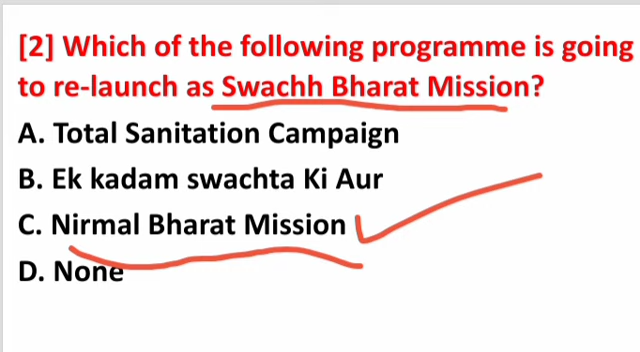 [2] Which of the following programme is going
to re-launch as Swachh Bharat Mission?
A. Total Sanitation Campaign
B. Ek kadam swachta Ki Aur
C. Nirmal Bharat Mission
D. None